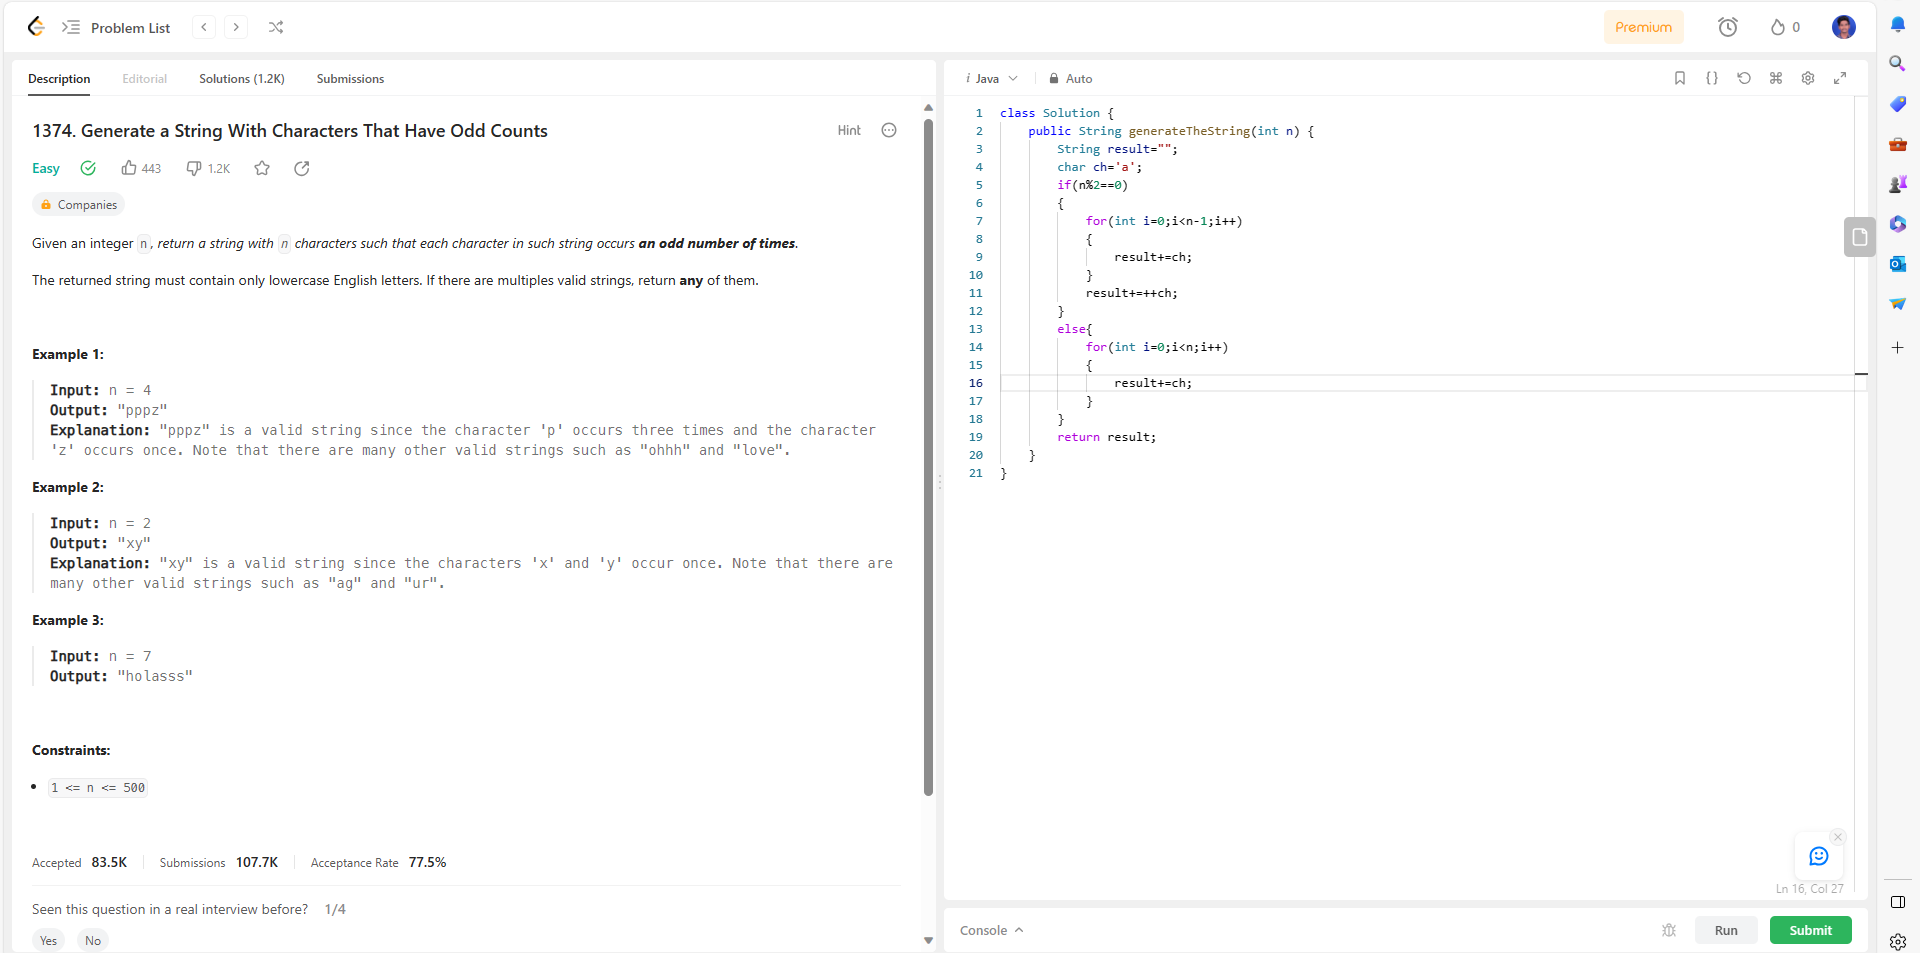 Problem List
Premium
0
Description
Editorial
Solutions (1.2K)
Submissions
1374. Generate a String With Characters That Have Odd Counts
Hint
Easy
443
1.2K
Companies
Given an integer n, return a string with n characters such that each character in such string occurs an odd number of times.
The returned string must contain only lowercase English letters. If there are multiples valid strings, return any of them.
Example 1:
Input: n = 4
Output: "pppz"
Explanation: "pppz" is a valid string since the character 'p' occurs three times and the character
'z' occurs once. Note that there are many other valid strings such as "ohhh" and "love".
Example 2:
Input: n = 2
Output: "xy"
Explanation: "xy" is a valid string since the characters 'x' and 'y' occur once. Note that there are
many other valid strings such as "ag" and "ur".
Example 3:
Input: n = 7
Output: "holasss"
Constraints:
• 1 <= n <= 500
Accepted 83.5K
Submissions 107.7K
Acceptance Rate 77.5%
Seen this question in a real interview before? 1/4
Yes
No
i Java
Auto
1 class Solution {
2     public String generateTheString(int n) {
3         String result="";
4         char ch='a';
5         if(n%2==0)
6         {
7             for(int i=0;i<n-1;i++)
8             {
9                 result+=ch;
10             }
11             result+=++ch;
12         }
13         else{
14             for(int i=0;i<n;i++)
15             {
16                 result+=ch;
17             }
18         }
19         return result;
20     }
21 }
Ln 16, Col 27
Console
Run
Submit